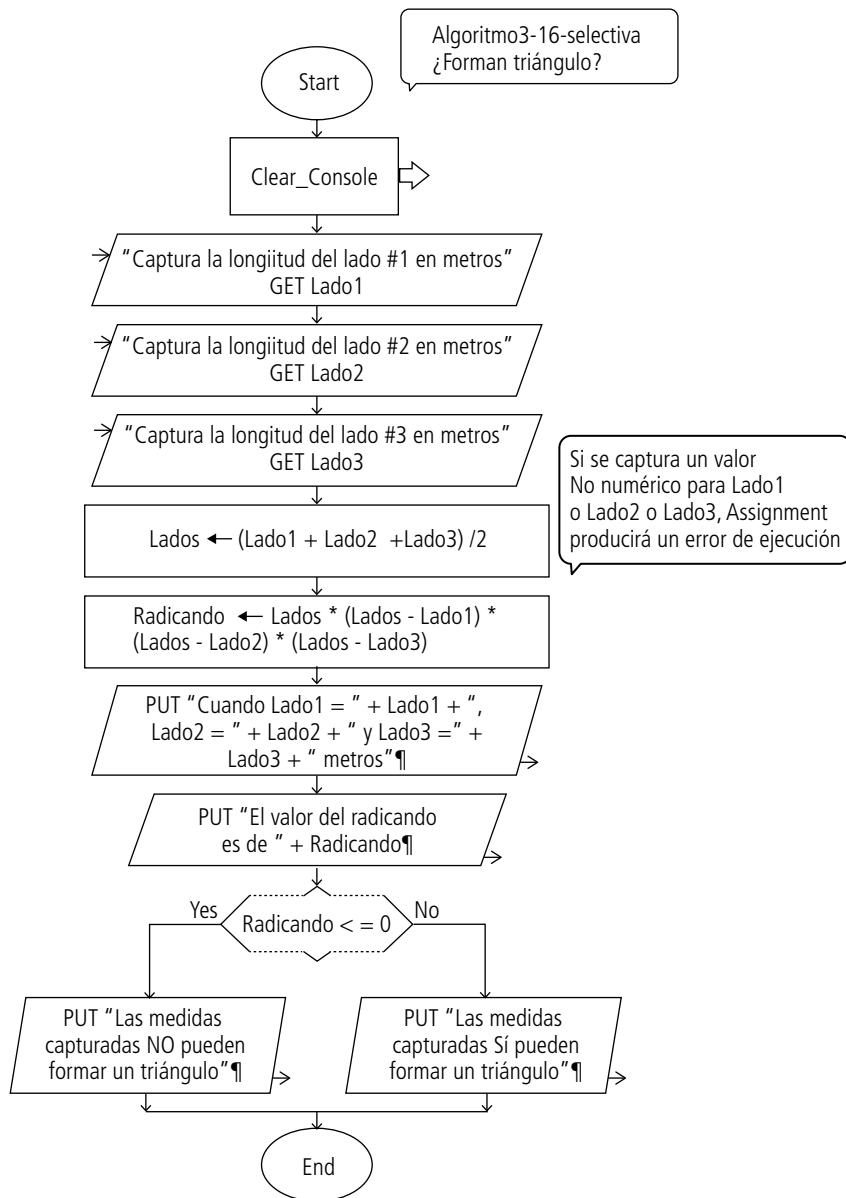 Algoritmo3-16-selectiva
¿Forman triángulo?
Start
Clear_Console
“Captura la longiitud del lado #1 en metros”
GET Lado1
“Captura la longiitud del lado #2 en metros”
GET Lado2
“Captura la longitud del lado #3 en metros”
GET Lado3
Si se captura un valor
No numérico para Lado1
o Lado2 o Lado3, Assignment
producirá un error de ejecución
Lados ← (Lado1 + Lado2 +Lado3) /2
Radicando ← Lados * (Lados - Lado1) *
(Lados - Lado2) * (Lados - Lado3)
PUT “Cuando Lado1 = ” + Lado1 + “,
Lado2 = ” + Lado2 + “ y Lado3 =” +
Lado3 + “ metros”¶
PUT “El valor del radicando
es de ” + Radicando¶
Yes
Radicando < = 0
No
PUT “Las medidas
capturadas NO pueden
formar un triángulo”¶
PUT “Las medidas
capturadas Sí pueden
formar un triángulo”¶
End